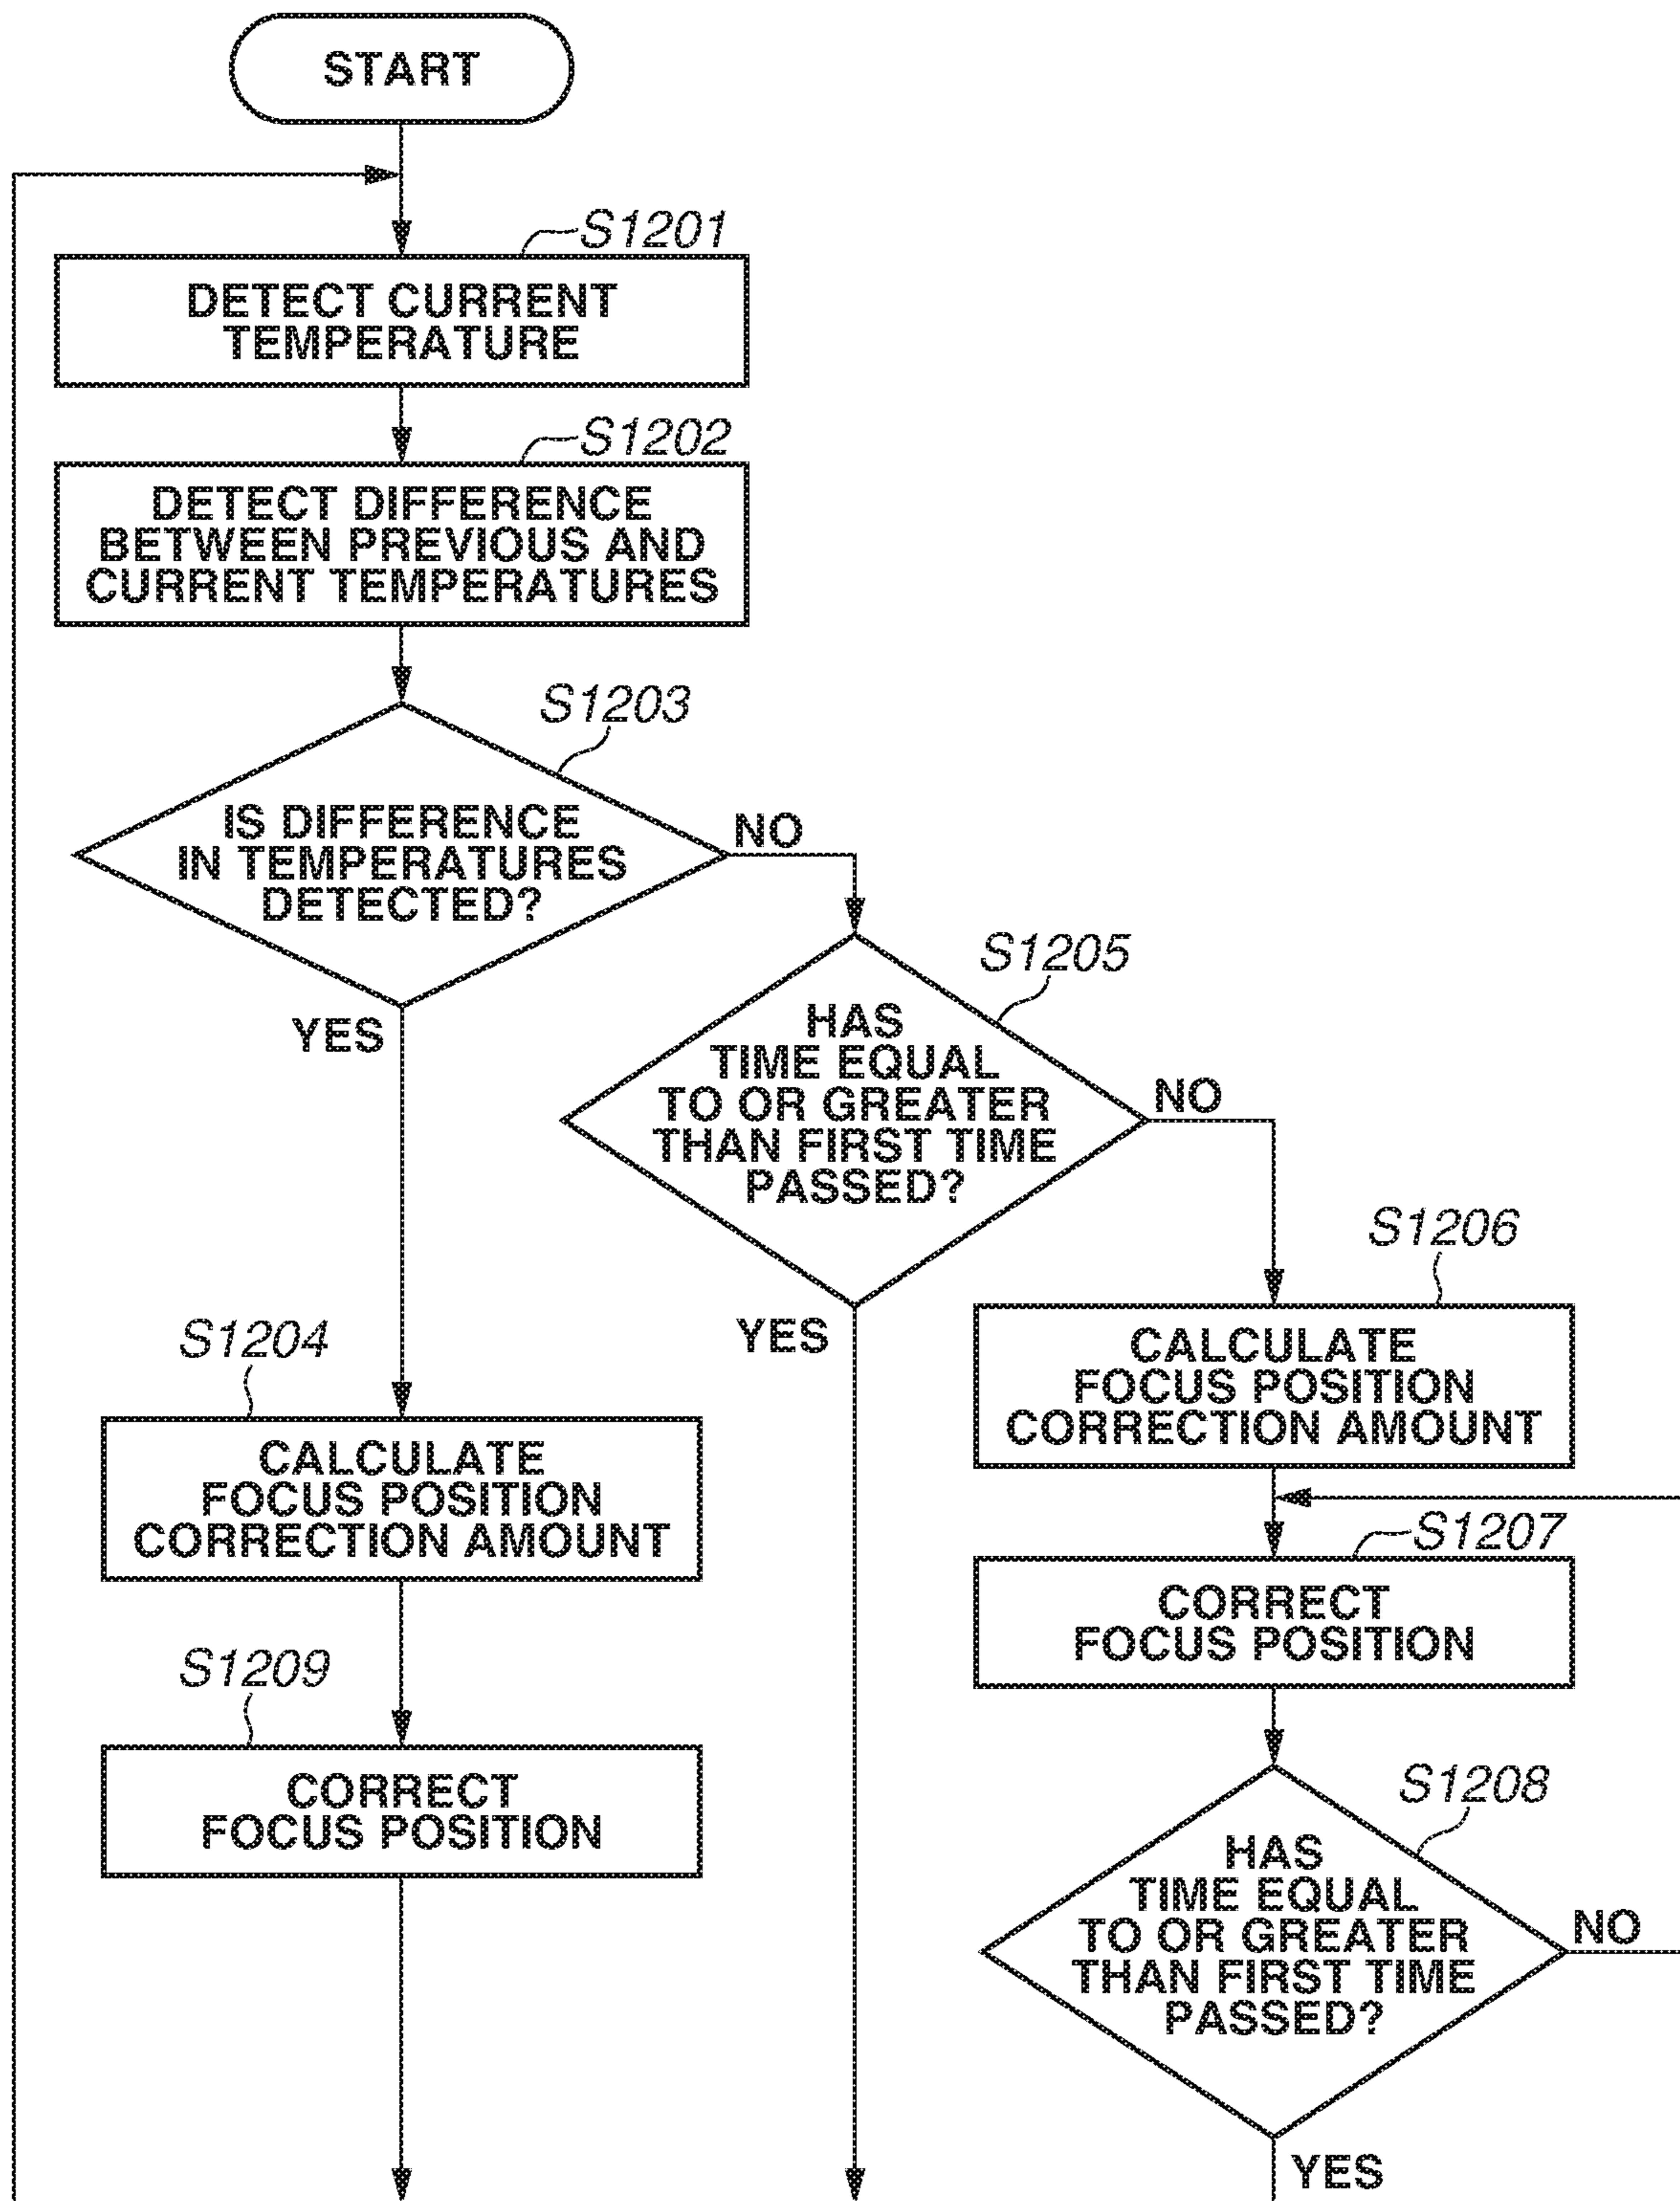 START
S1201
DETECT CURRENT
TEMPERATURE
S1202
DETECT DIFFERENCE
BETWEEN PREVIOUS AND
CURRENT TEMPERATURES
S1203
IS DIFFERENCE
IN TEMPERATURES
DETECTED?
NO
YES
S1205
HAS
TIME EQUAL
TO OR GREATER
THAN FIRST TIME
PASSED?
NO
YES
S1204
CALCULATE
FOCUS POSITION
CORRECTION AMOUNT
S1209
CORRECT
FOCUS POSITION
S1206
CALCULATE
FOCUS POSITION
CORRECTION AMOUNT
S1207
CORRECT
FOCUS POSITION
S1208
HAS
TIME EQUAL
TO OR GREATER
THAN FIRST TIME
PASSED?
NO
YES